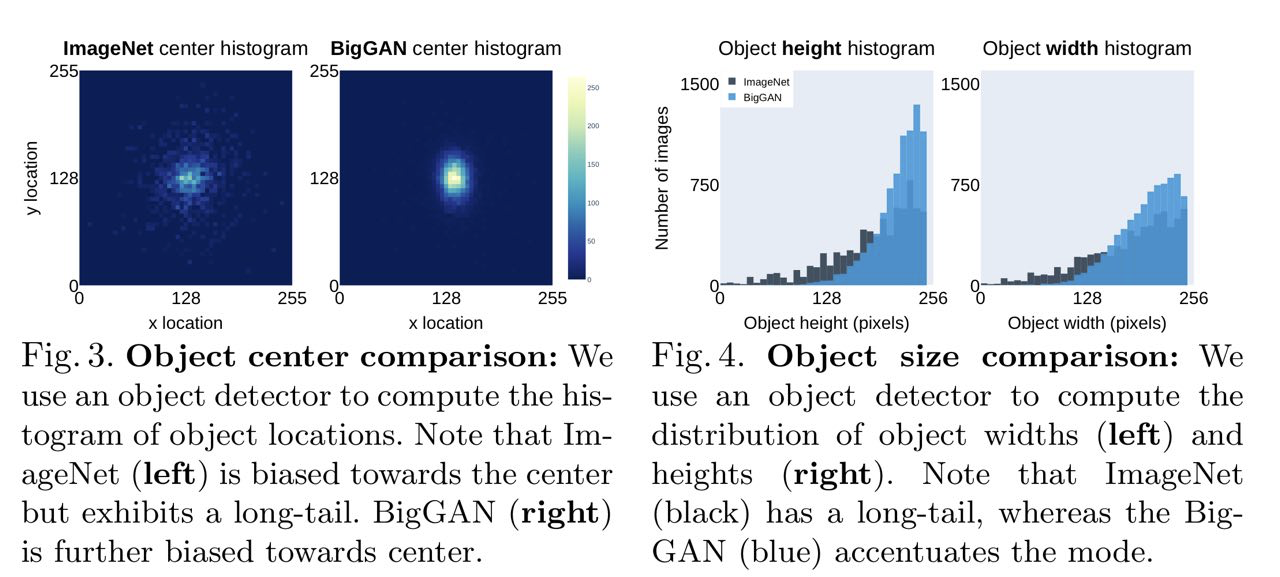 ImageNet center histogram
BigGAN center histogram
255
128
0
y location
0 128 255
x location
255
128
0
0 128 255
x location
250
200
150
100
50
0
Fig. 3. Object center comparison: We
use an object detector to compute the his-
togram of object locations. Note that Im-
ageNet (left) is biased towards the center
but exhibits a long-tail. BigGAN (right)
is further biased towards center.
Object height histogram
Object width histogram
ImageNet
BigGAN
Number of images
1500
750
0
0 128 256
Object height (pixels)
1500
750
0
0 128 256
Object width (pixels)
Fig. 4. Object size comparison: We
use an object detector to compute the
distribution of object widths (left) and
heights (right). Note that ImageNet
(black) has a long-tail, whereas the Big-
GAN (blue) accentuates the mode.